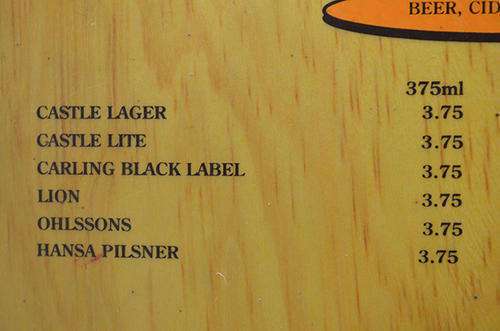 BEER, CID
375ml
CASTLE LAGER 3.75
CASTLE LITE 3.75
CARLING BLACK LABEL 3.75
LION 3.75
OHLSSONS 3.75
HANSA PILSNER 3.75